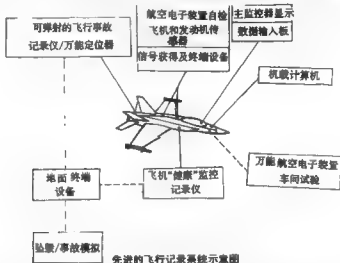 可弹射的飞行事故
记录仪/万能定位器
航空电子装置自检
飞机和发动机传
感器
信号获得及终端设备
主监控器显示
数据输入板
机载计算机
万能航空电子装置
车间试验
飞机“健康”监控
记录仪
地面终端
设备
坠毁/事故模拟
先进的飞行记录器统示意图